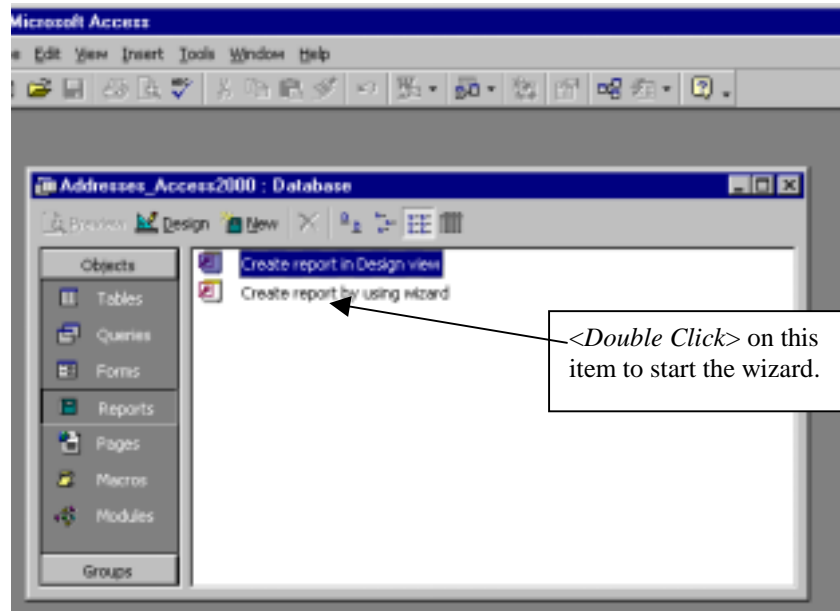 Microsoft Access
Edit View Insert Tools Window Help
Addresses_Access2000 : Database
Preview Design New
Objects
Tables
Queries
Forms
Reports
Pages
Macros
Modules
Groups
Create report in Design view
Create report by using wizard
<Double Click> on this
item to start the wizard.